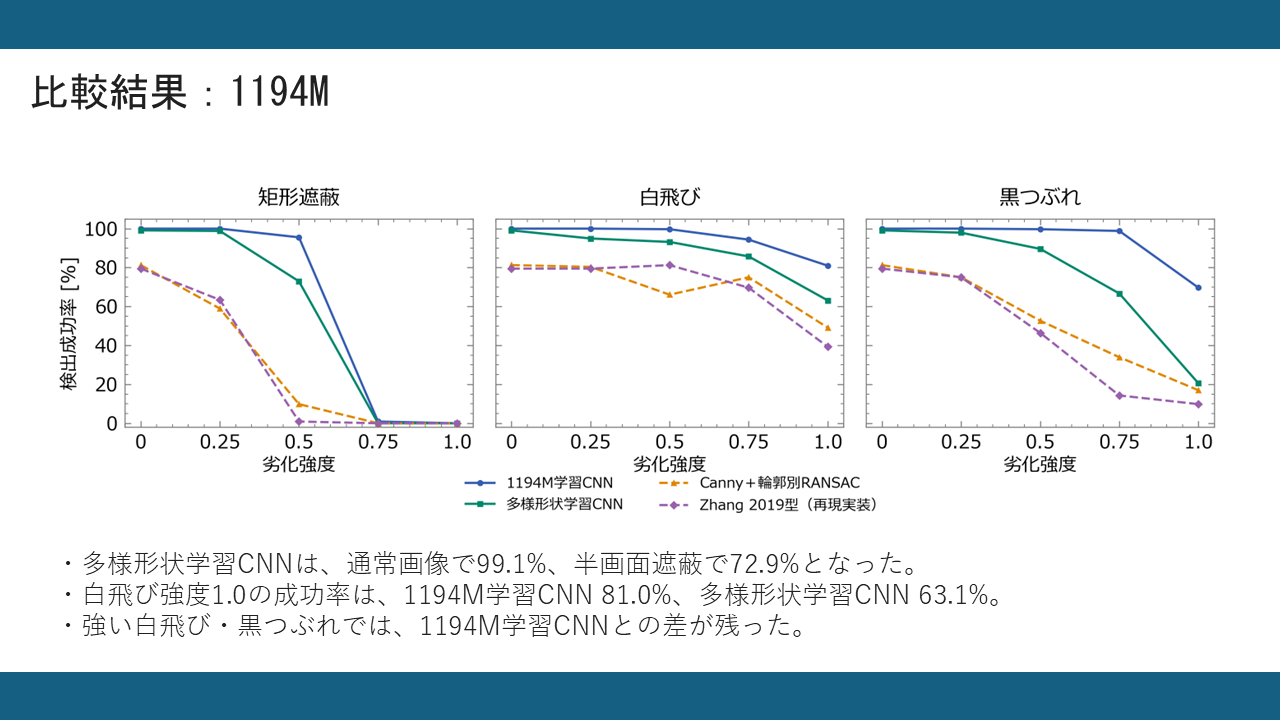 比較結果：1194M
矩形遮蔽
白飛び
黒つぶれ
検出成功率 [%]
100
80
60
40
20
0
0 0.25 0.5 0.75 1.0
0 0.25 0.5 0.75 1.0
0 0.25 0.5 0.75 1.0
劣化強度
劣化強度
劣化強度
1194M学習CNN
多様形状学習CNN
Canny＋輪郭別RANSAC
Zhang 2019型（再現実装）
・多様形状学習CNNは、通常画像で99.1%、半画面遮蔽で72.9%となった。
・白飛び強度1.0の成功率は、1194M学習CNN 81.0%、多様形状学習CNN 63.1%。
・強い白飛び・黒つぶれでは、1194M学習CNNとの差が残った。